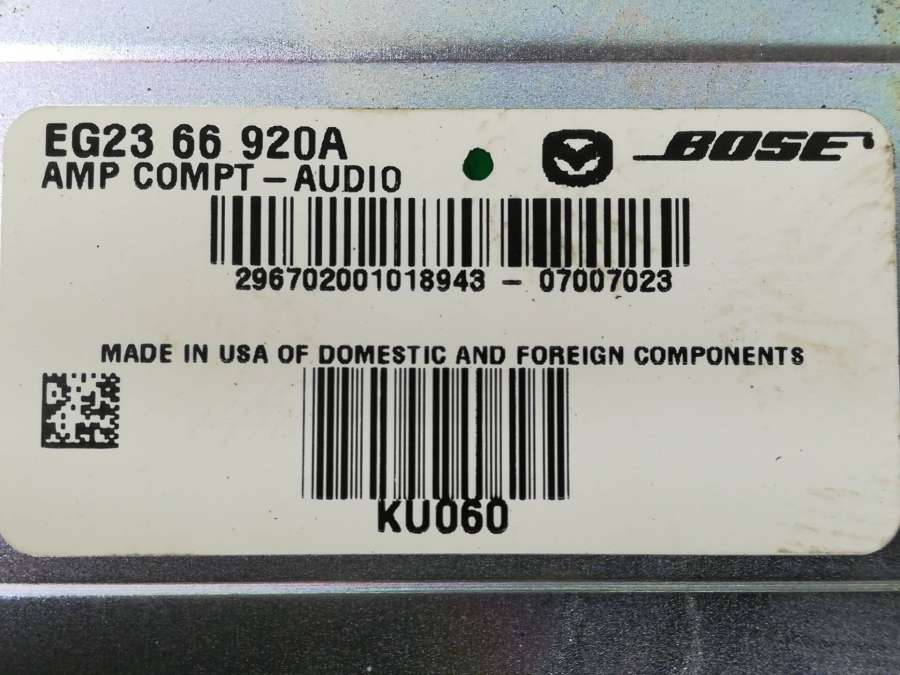 EG23 66 920A
BOSE
AMP COMPT – AUDIO
296702001018943 – 07007023
MADE IN USA OF DOMESTIC AND FOREIGN COMPONENTS
KU060